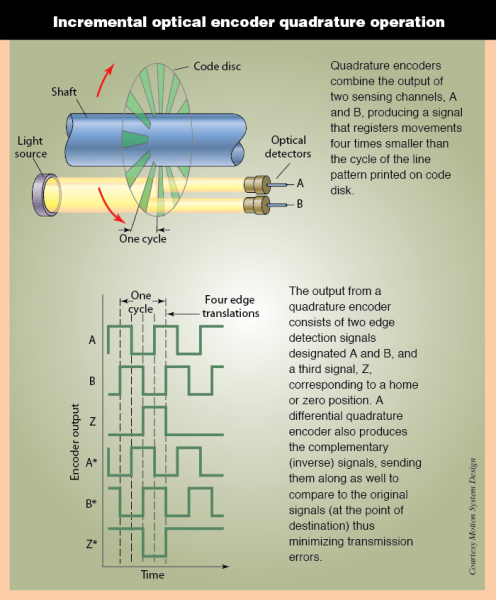 Incremental optical encoder quadrature operation
Code disc
Shaft
Light
source
Optical
detectors
A
B
One cycle
Quadrature encoders
combine the output of
two sensing channels, A
and B, producing a signal
that registers movements
four times smaller than
the cycle of the line
pattern printed on code
disk.
One
cycle
Four edge
translations
A
B
Z
A*
B*
Z*
Encoder output
Time
The output from a
quadrature encoder
consists of two edge
detection signals
designated A and B, and
a third signal, Z,
corresponding to a home
or zero position. A
differential quadrature
encoder also produces
the complementary
(inverse) signals, sending
them along as well to
compare to the original
signals (at the point of
destination) thus
minimizing transmission
errors.
Courtesy Motion System Design